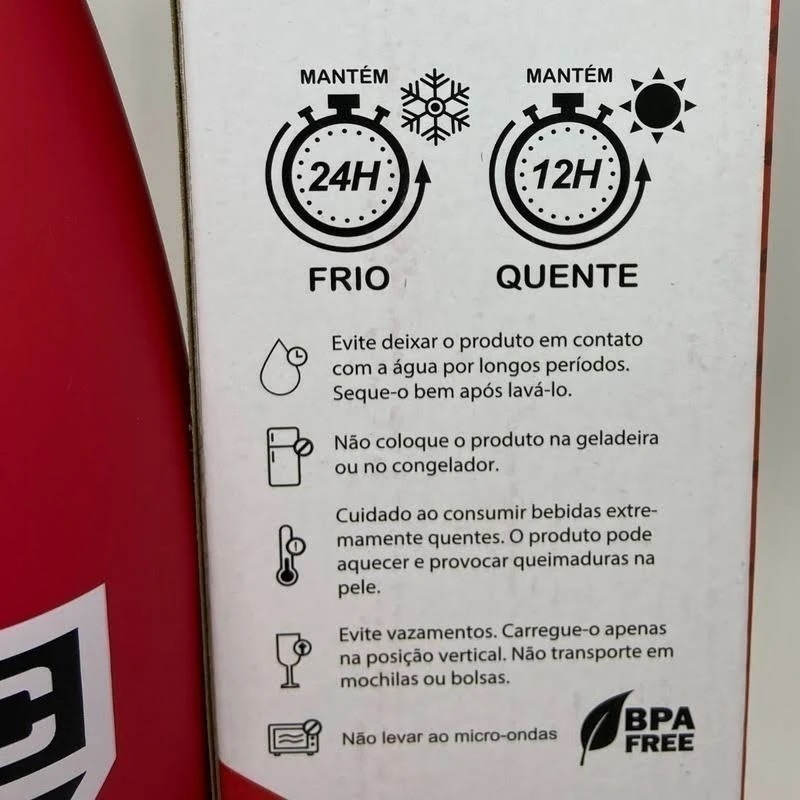 MANTÉM
24H
FRIO
MANTÉM
12H
QUENTE
Evite deixar o produto em contato
com a água por longos períodos.
Seque-o bem após lavá-lo.
Não coloque o produto na geladeira
ou no congelador.
Cuidado ao consumir bebidas extre-
mamente quentes. O produto pode
aquecer e provocar queimaduras na
pele.
Evite vazamentos. Carregue-o apenas
na posição vertical. Não transporte em
mochilas ou bolsas.
Não levar ao micro-ondas
BPA
FREE
C